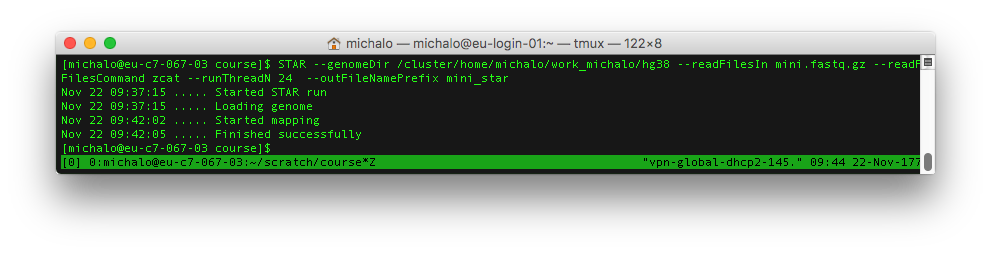 michalo — michalo@eu-login-01:~ — tmux — 122×8
[michalo@eu-c7-067-03 course]$ STAR --genomeDir /cluster/home/michalo/work_michalo/hg38 --readFilesIn mini.fastq.gz --readF
FilesCommand zcat --runThreadN 24  --outFileNamePrefix mini_star
Nov 22 09:37:15 ..... Started STAR run
Nov 22 09:37:15 ..... Loading genome
Nov 22 09:42:02 ..... Started mapping
Nov 22 09:42:05 ..... Finished successfully
[michalo@eu-c7-067-03 course]$
[0] 0:michalo@eu-c7-067-03:~/scratch/course*Z "vpn-global-dhcp2-145." 09:44 22-Nov-177